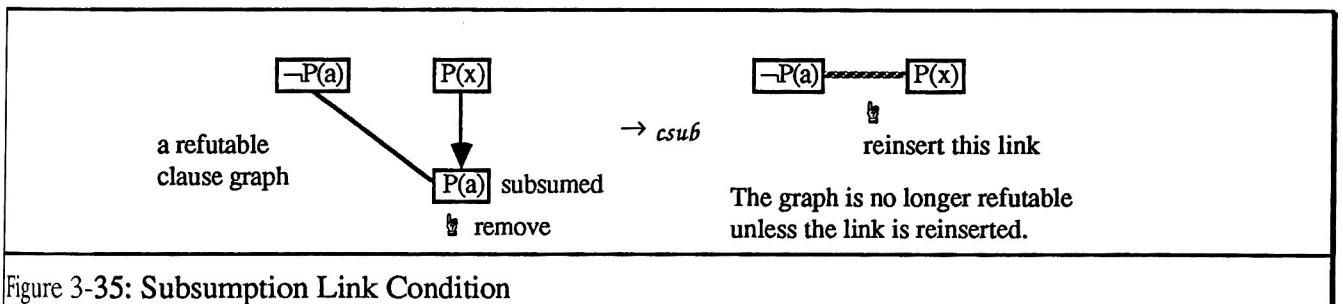 ¬P(a)
P(x)
a refutable
clause graph
P(a) subsumed
remove
→ csub
¬P(a)
P(x)
reinsert this link
The graph is no longer refutable
unless the link is reinserted.
Figure 3-35: Subsumption Link Condition